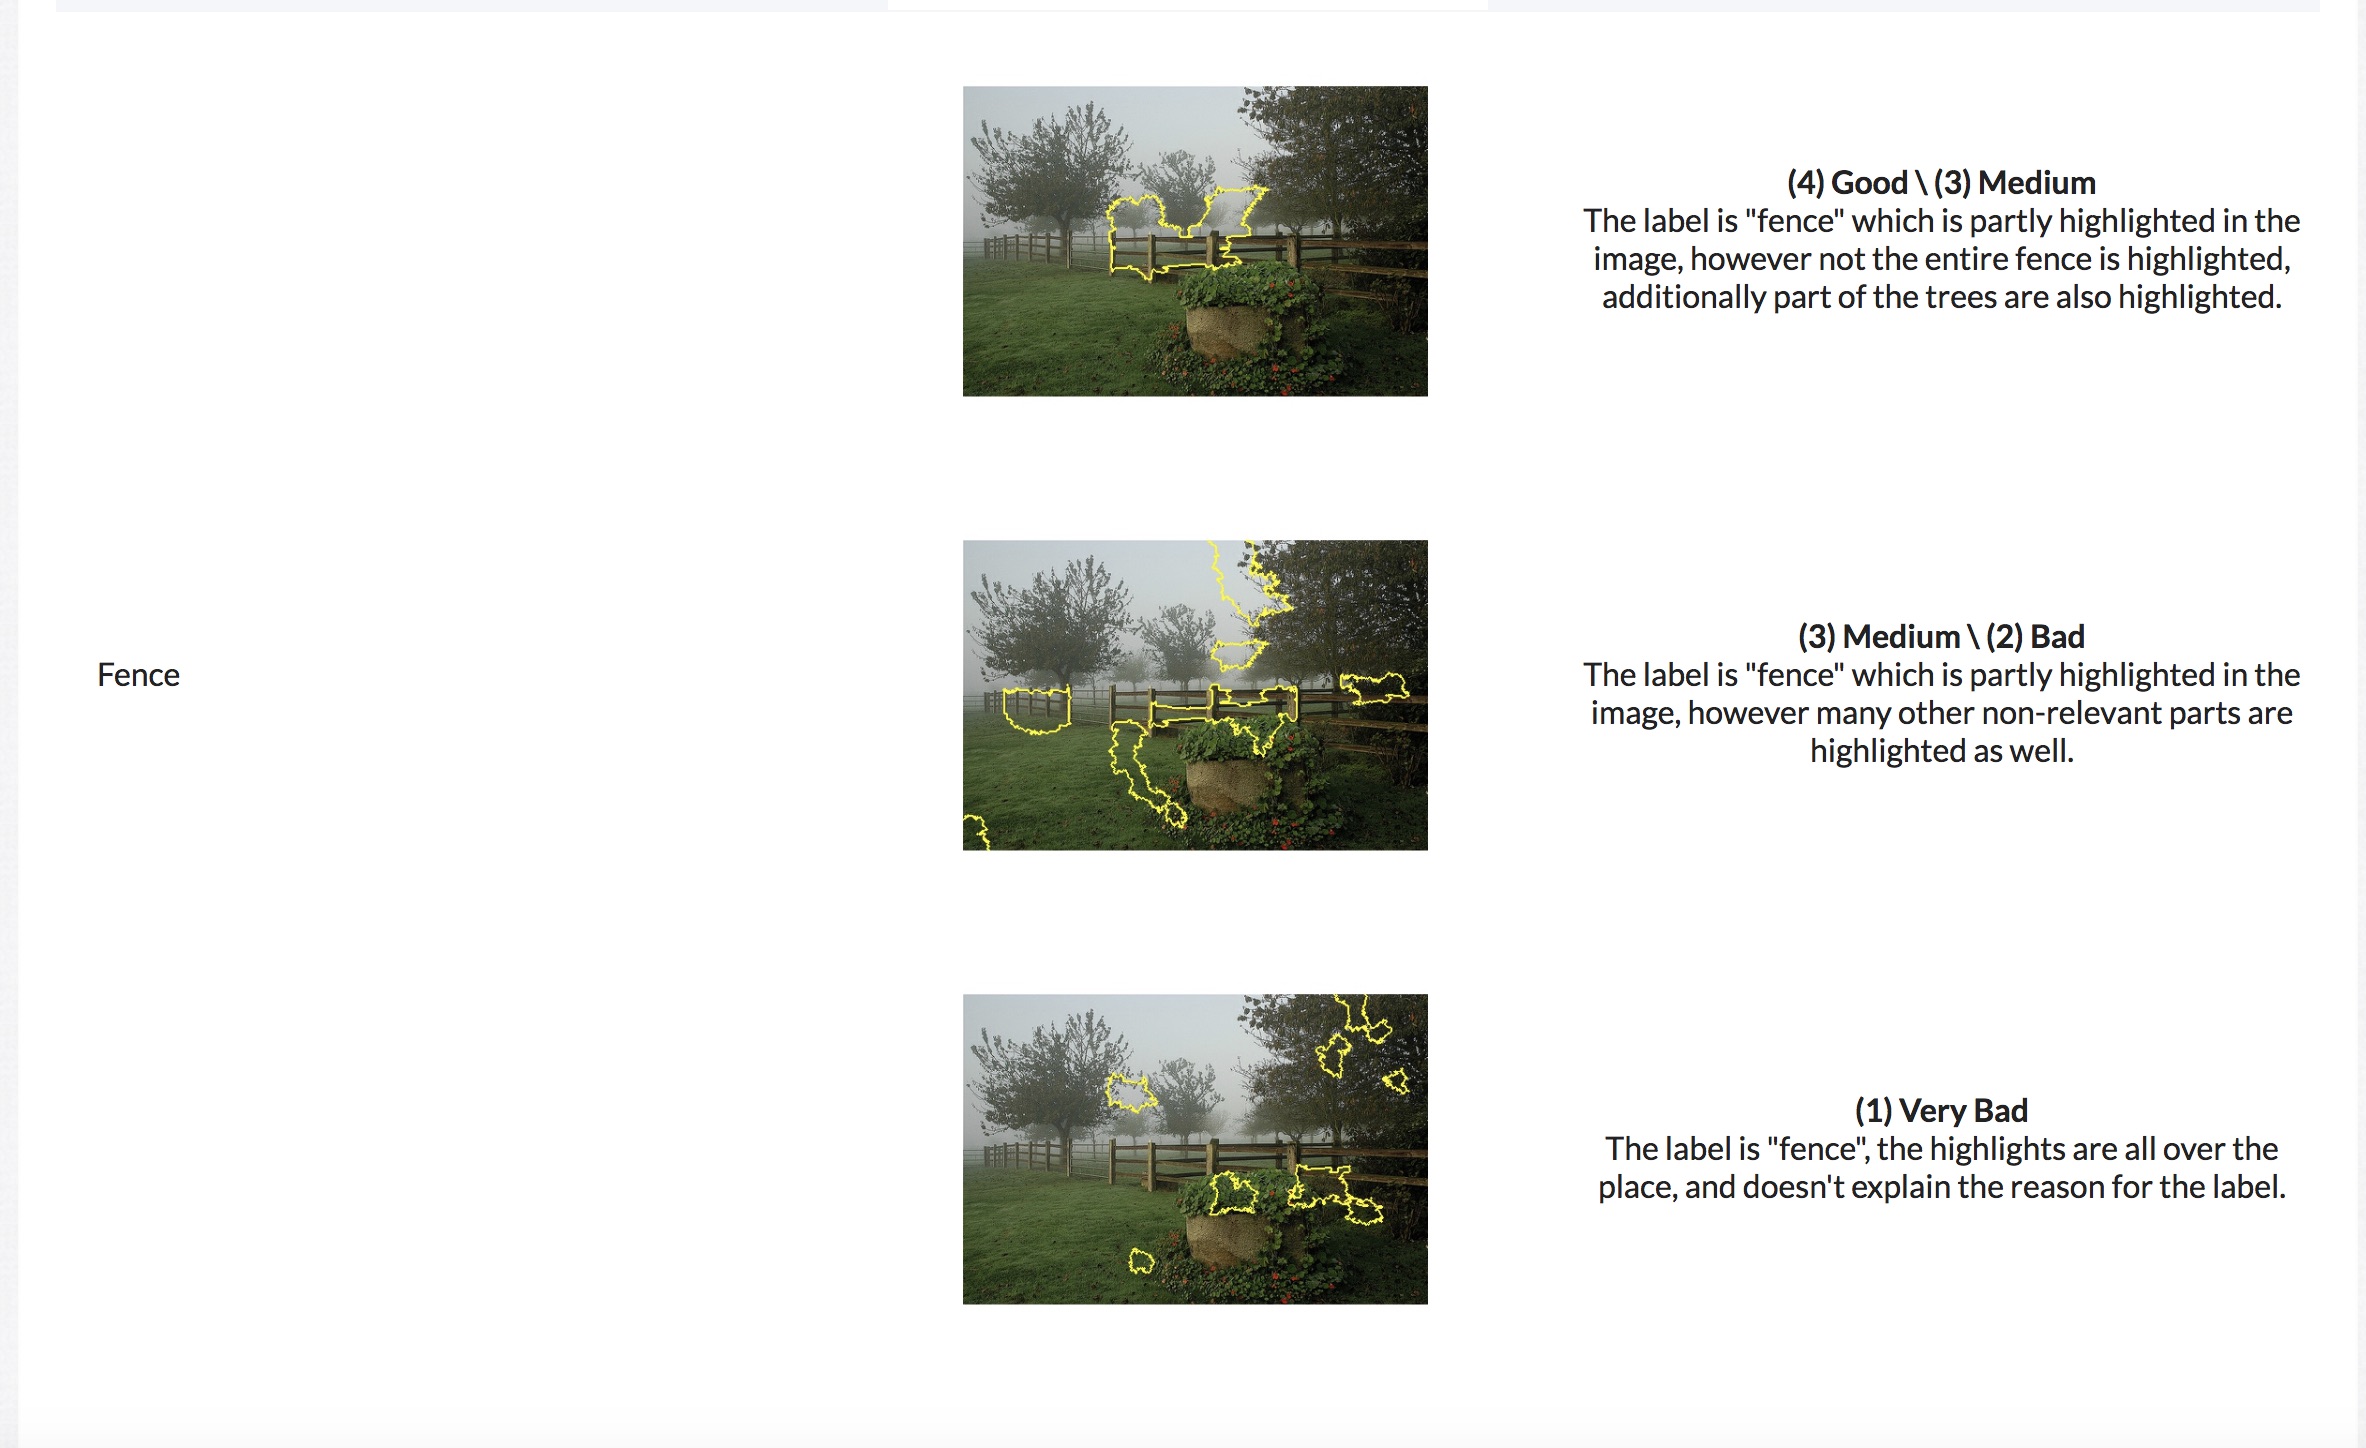 (4) Good \ (3) Medium
The label is "fence" which is partly highlighted in the
image, however not the entire fence is highlighted,
additionally part of the trees are also highlighted.
Fence
(3) Medium \ (2) Bad
The label is "fence" which is partly highlighted in the
image, however many other non-relevant parts are
highlighted as well.
(1) Very Bad
The label is "fence", the highlights are all over the
place, and doesn't explain the reason for the label.